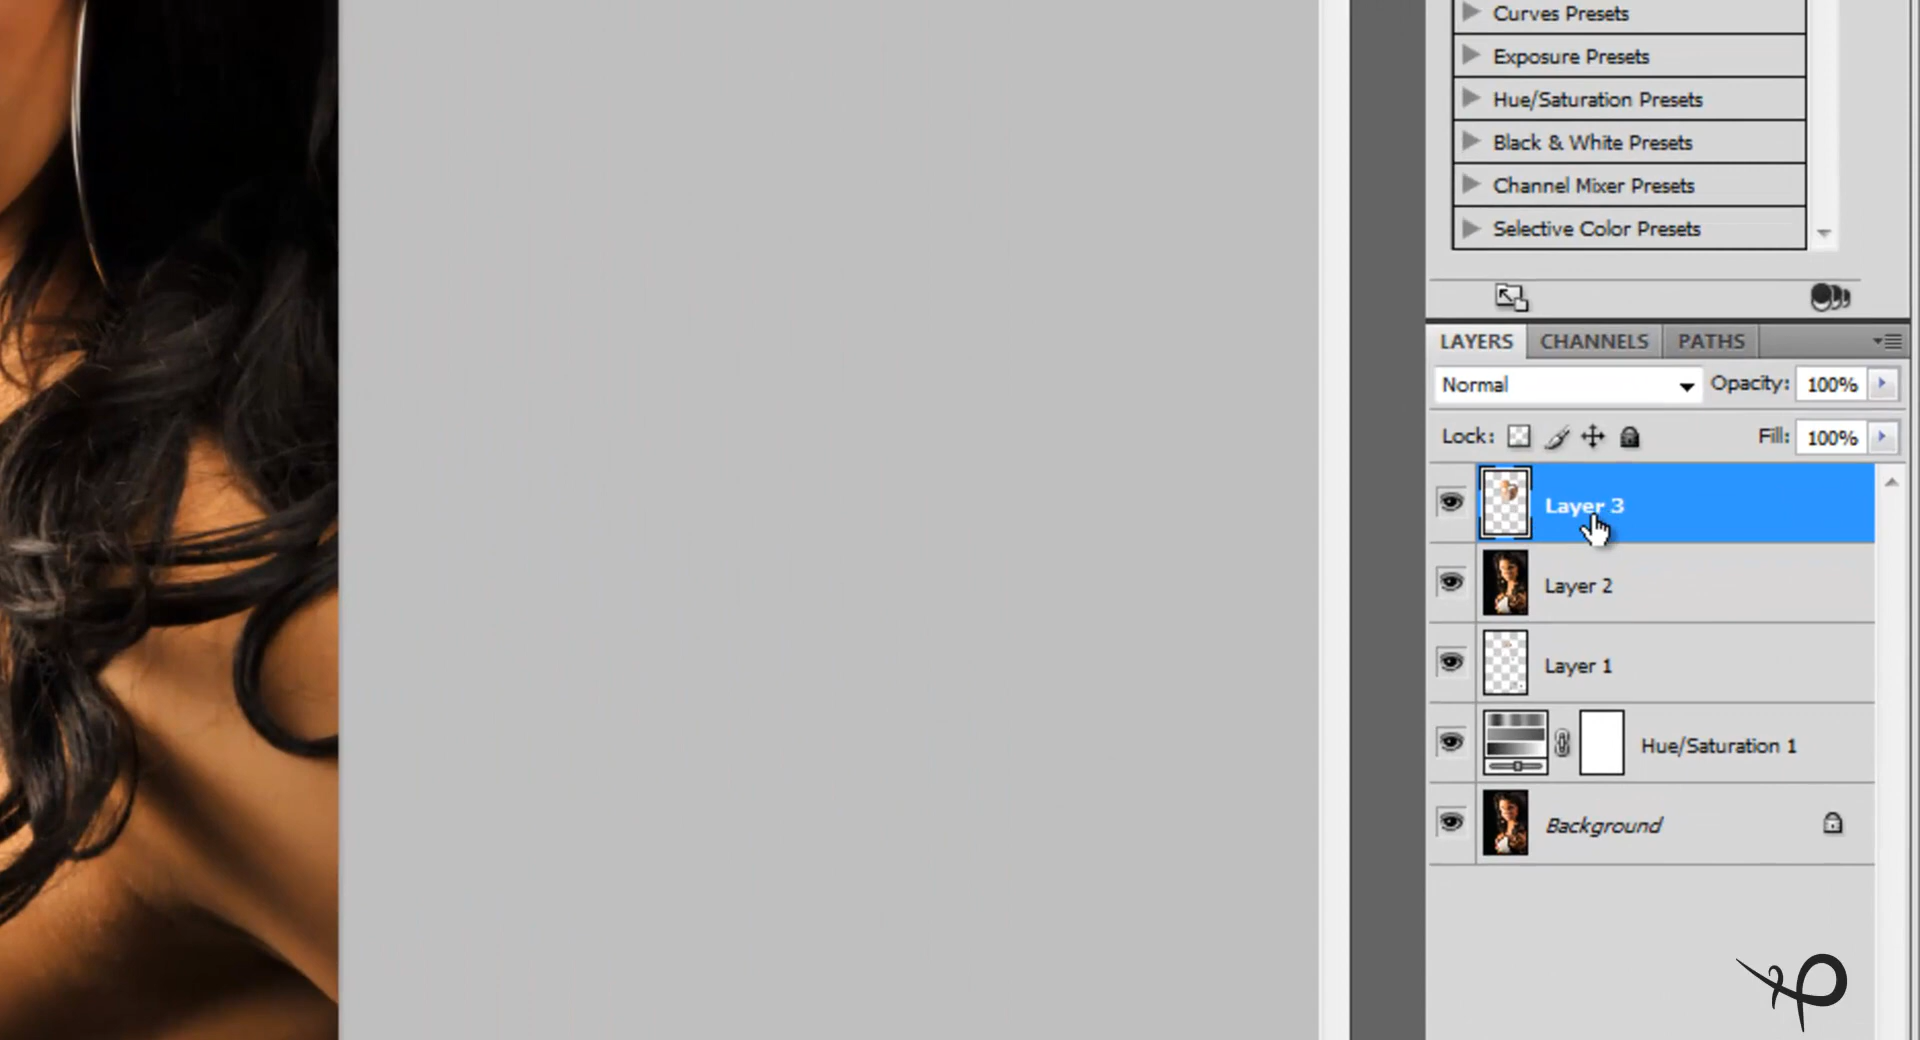 Curves Presets
Exposure Presets
Hue/Saturation Presets
Black & White Presets
Channel Mixer Presets
Selective Color Presets
LAYERS CHANNELS PATHS
Normal Opacity: 100%
Lock: Fill: 100%
Layer 3
Layer 2
Layer 1
Hue/Saturation 1
Background